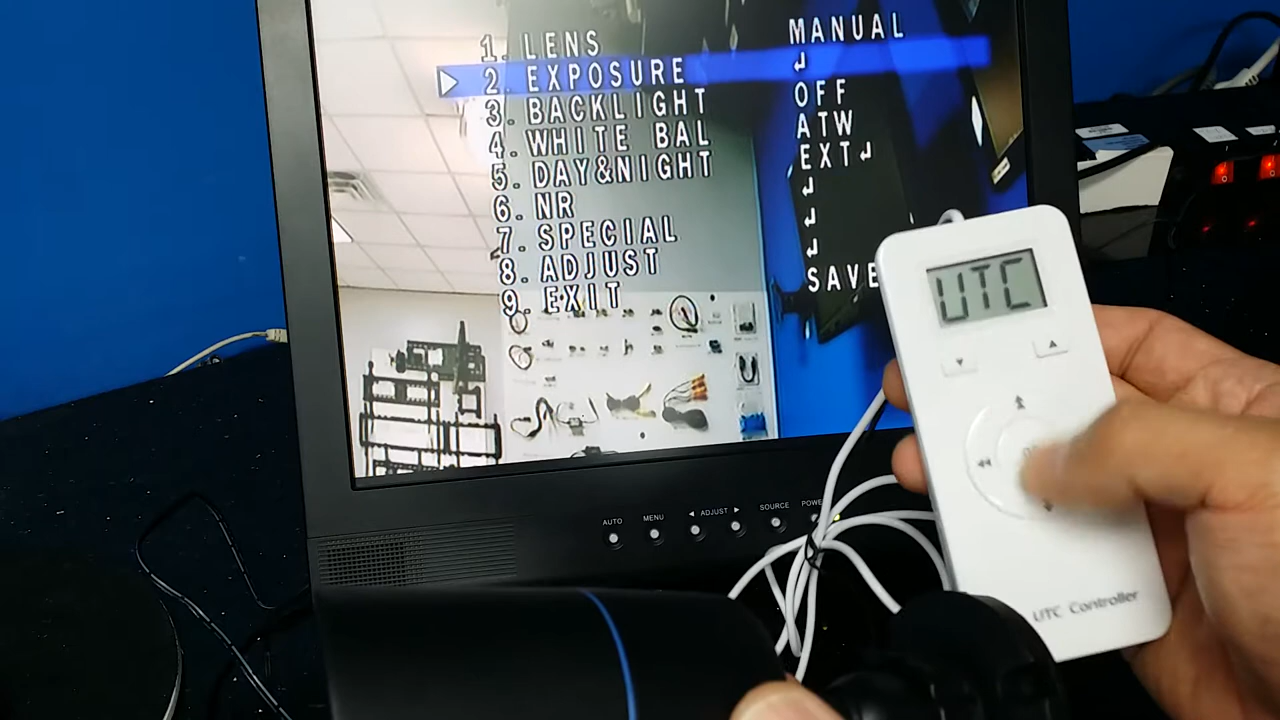 1. LENS MANUAL
2. EXPOSURE ↲
3. BACKLIGHT OFF
4. WHITE BAL ATW
5. DAY&NIGHT EXT↲
6. NR ↲
7. SPECIAL ↲
8. ADJUST ↲
9. EXIT SAVE
UTC
AUTO MENU ◄ ADJUST ► SOURCE POWE
UTC Controller